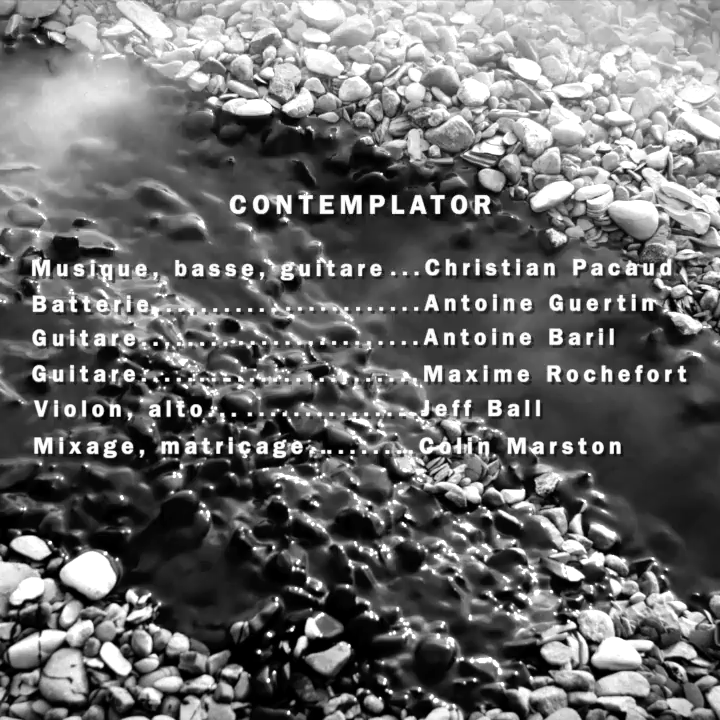 CONTEMPLATOR
Musique, basse, guitare...Christian Pacaud
Batterie........................Antoine Guertin
Guitare.........................Antoine Baril
Guitare.........................Maxime Rochefort
Violon, alto...................Jeff Ball
Mixage, matriçage..........Colin Marston